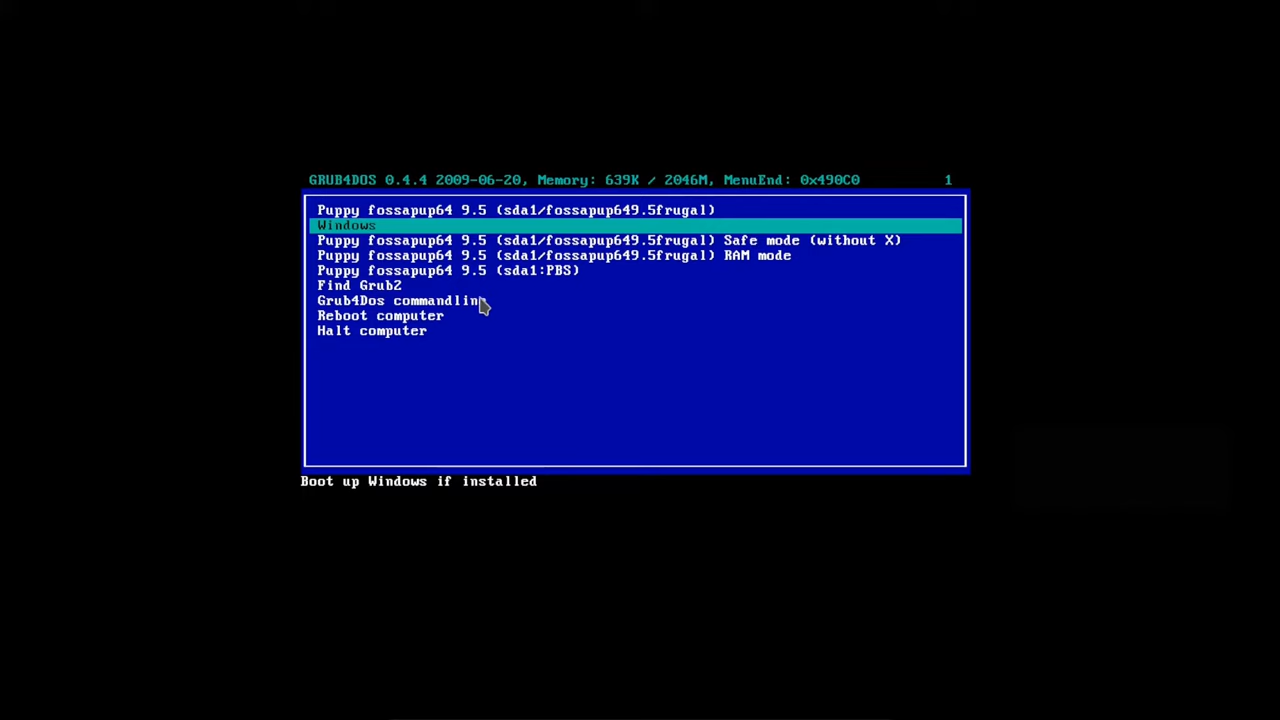 GRUB4DOS 0.4.4 2009-06-20, Memory: 639K / 2046M, MenuEnd: 0x490C0 1
Puppy fossapup64 9.5 (sda1/fossapup649.5frugal)
Windows
Puppy fossapup64 9.5 (sda1/fossapup649.5frugal) Safe mode (without X)
Puppy fossapup64 9.5 (sda1/fossapup649.5frugal) RAM mode
Puppy fossapup64 9.5 (sda1:PBS)
Find Grub2
Grub4Dos commandline
Reboot computer
Halt computer
Boot up Windows if installed